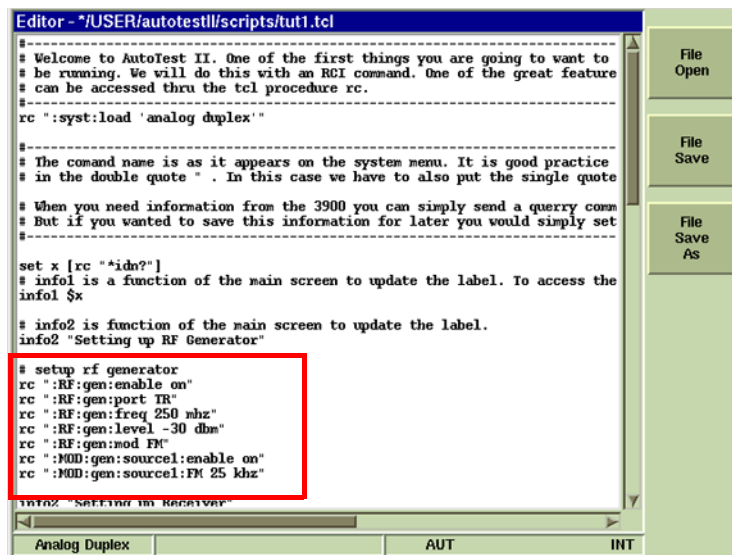 Editor - */USER/autotestII/scripts/tut1.tcl
#-----------------------------------------------------------------------------
# Welcome to AutoTest II. One of the first things you are going to want to
# be running. We will do this with an RCI command. One of the great feature
# can be accessed thru the tcl procedure rc.
#-----------------------------------------------------------------------------
rc ":syst:load 'analog duplex'"
#-----------------------------------------------------------------------------
# The comand name is as it appears on the system menu. It is good practice
# in the double quote " . In this case we have to also put the single quote
# When you need information from the 3900 you can simply send a querry comm
# But if you wanted to save this information for later you would simply set
#-----------------------------------------------------------------------------
set x [rc "*idn?"]
# info1 is a function of the main screen to update the label. To access the
info1 $x
# info2 is function of the main screen to update the label.
info2 "Setting up RF Generator"
# setup rf generator
rc ":RF:gen:enable on"
rc ":RF:gen:port TR"
rc ":RF:gen:freq 250 mhz"
rc ":RF:gen:level -30 dbm"
rc ":RF:gen:mod FM"
rc ":MOD:gen:source1:enable on"
rc ":MOD:gen:source1:FM 25 khz"
info2 "Setting up Receiver"
File
Open
File
Save
File
Save
As
Analog Duplex
AUT
INT